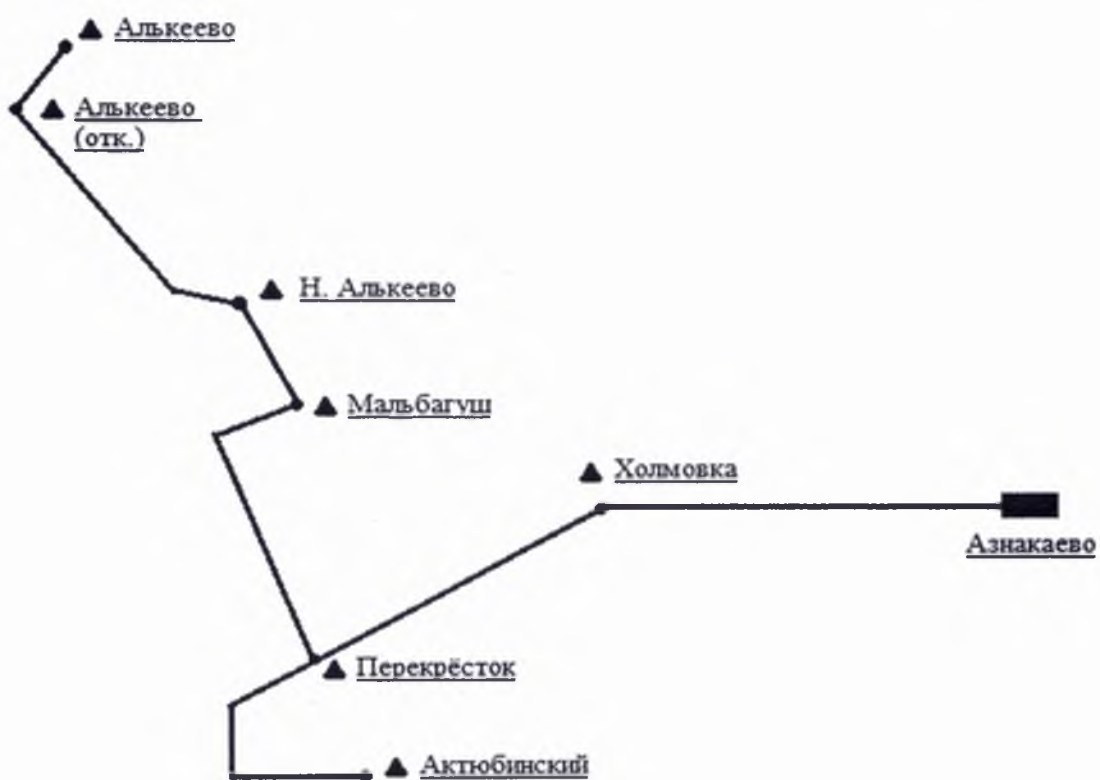 Алькеево
Алькеево
(отк.)
Н. Алькеево
Мальбагуш
Холмовка
Азнакаево
Перекрёсток
Актюбинский